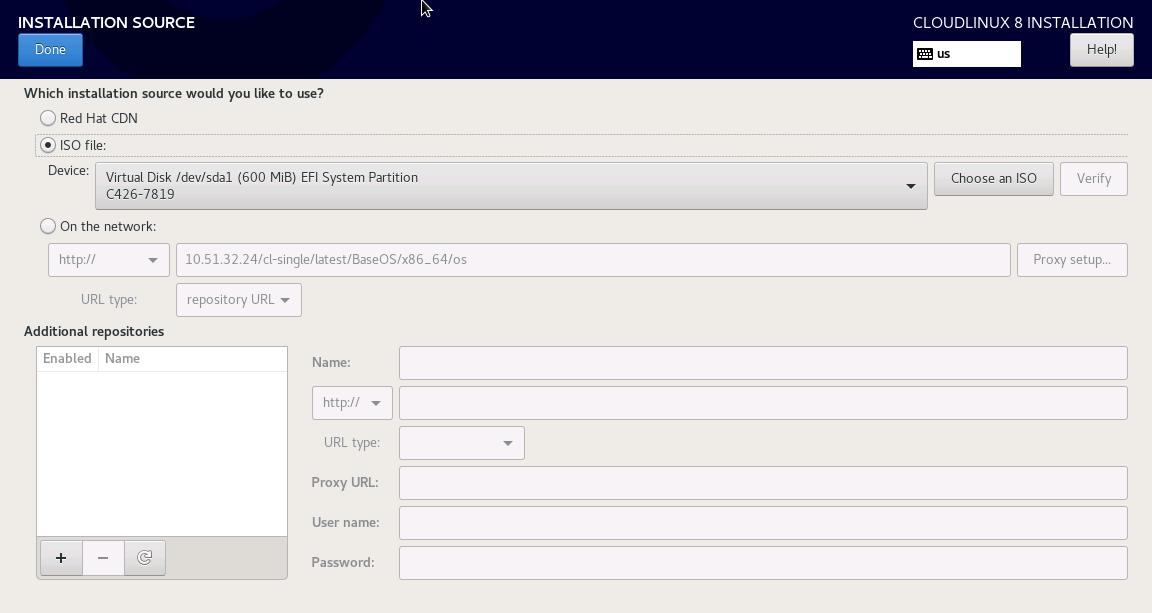 INSTALLATION SOURCE
CLOUDLINUX 8 INSTALLATION
Done
us
Help!
Which installation source would you like to use?
Red Hat CDN
ISO file:
Device:
Virtual Disk /dev/sda1 (600 MiB) EFI System Partition
C426-7819
Choose an ISO
Verify
On the network:
http://
10.51.32.24/cl-single/latest/BaseOS/x86_64/os
Proxy setup...
URL type:
repository URL
Additional repositories
Enabled
Name
Name:
http://
URL type:
Proxy URL:
User name:
Password: